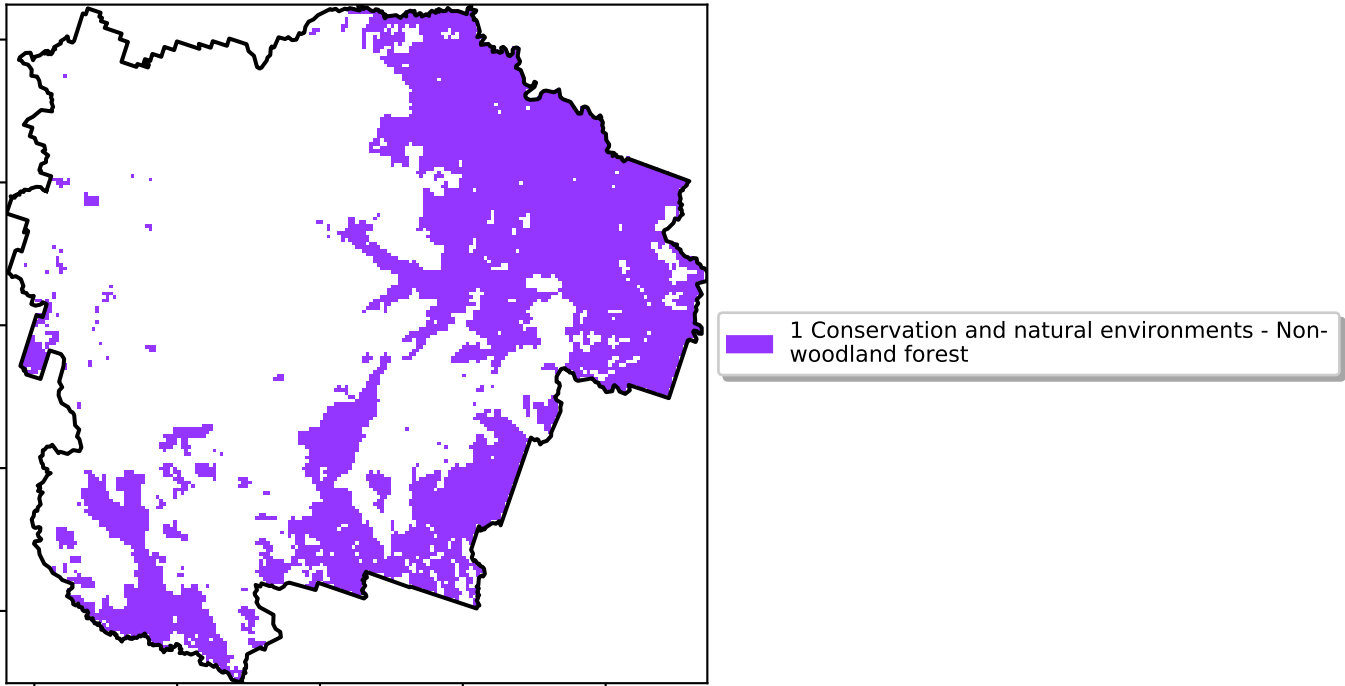 1 Conservation and natural environments - Non-
woodland forest